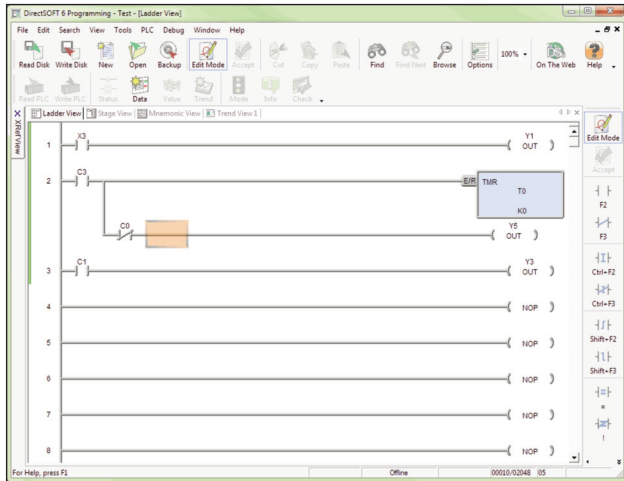 DirectSOFT 6 Programming - Test - [Ladder View]
File Edit Search View Tools PLC Debug Window Help
Read Disk Write Disk New Open Backup Edit Mode Accept Cut Copy Paste Find Find Next Browse Options 100% On The Web Help
Read PLC Write PLC Status Data Value Trend Mode Info Check
XRef View
Ladder View Stage View Mnemonic View Trend View 1
Edit Mode
Accept
F2
F3
Ctrl+F2
Ctrl+F3
Shift+F2
Shift+F3
=
!
1 X3 Y1 OUT
2 C3 E/R TMR T0
K0
C0 Y5 OUT
3 C1 Y3 OUT
4 NOP
5 NOP
6 NOP
7 NOP
8 NOP
For Help, press F1 Offline 00010/02048 05